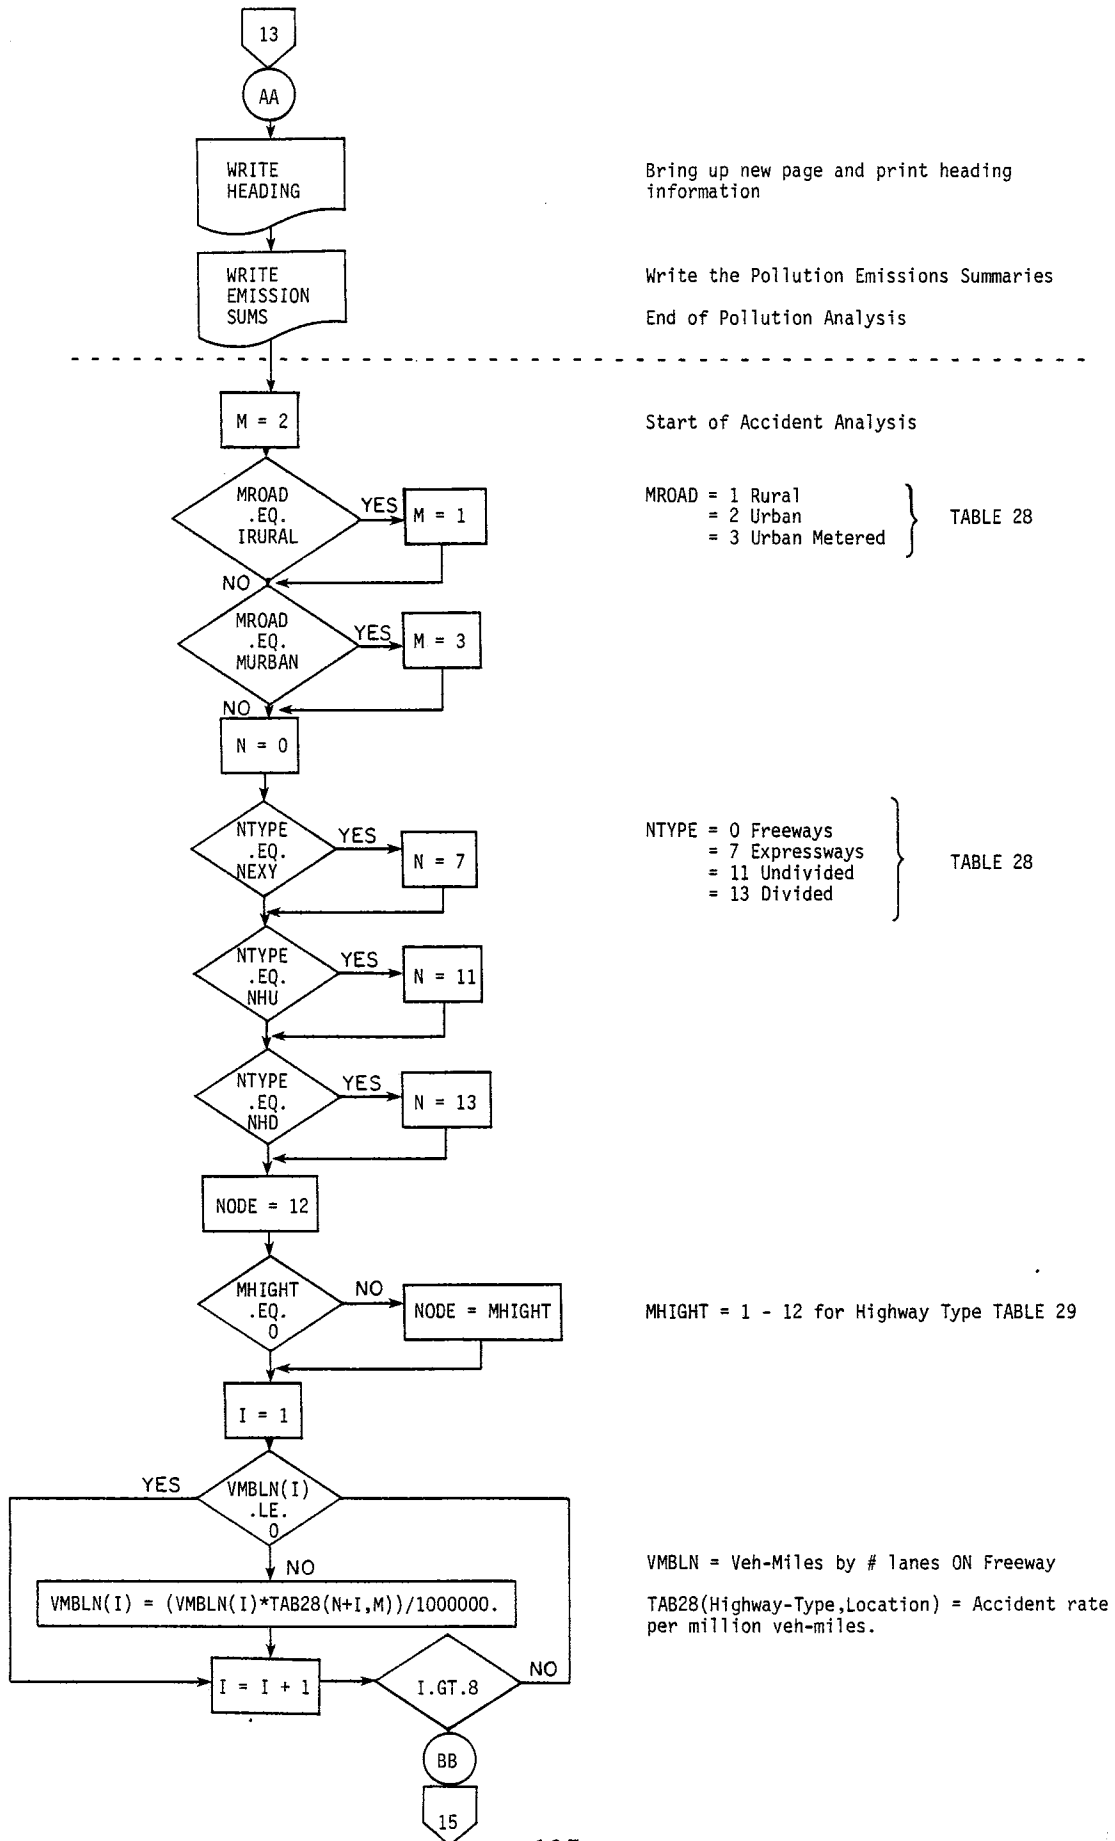 13
AA
WRITE
HEADING
Bring up new page and print heading
information
WRITE
EMISSION
SUMS
Write the Pollution Emissions Summaries
End of Pollution Analysis
M = 2
Start of Accident Analysis
MROAD
.EQ.
IRURAL
YES
M = 1
NO
MROAD = 1 Rural
= 2 Urban
= 3 Urban Metered
TABLE 28
MROAD
.EQ.
MURBAN
YES
M = 3
NO
N = 0
NTYPE
.EQ.
NEXY
YES
N = 7
NTYPE = 0 Freeways
= 7 Expressways
= 11 Undivided
= 13 Divided
TABLE 28
NTYPE
.EQ.
NHU
YES
N = 11
NTYPE
.EQ.
NHD
YES
N = 13
NODE = 12
MHIGHT
.EQ.
0
NO
NODE = MHIGHT
MHIGHT = 1 - 12 for Highway Type TABLE 29
I = 1
YES
VMBLN(I)
.LE.
0
NO
VMBLN = Veh-Miles by # lanes ON Freeway
VMBLN(I) = (VMBLN(I)*TAB28(N+I,M))/1000000.
TAB28(Highway-Type,Location) = Accident rate
per million veh-miles.
I = I + 1
I.GT.8
NO
BB
15